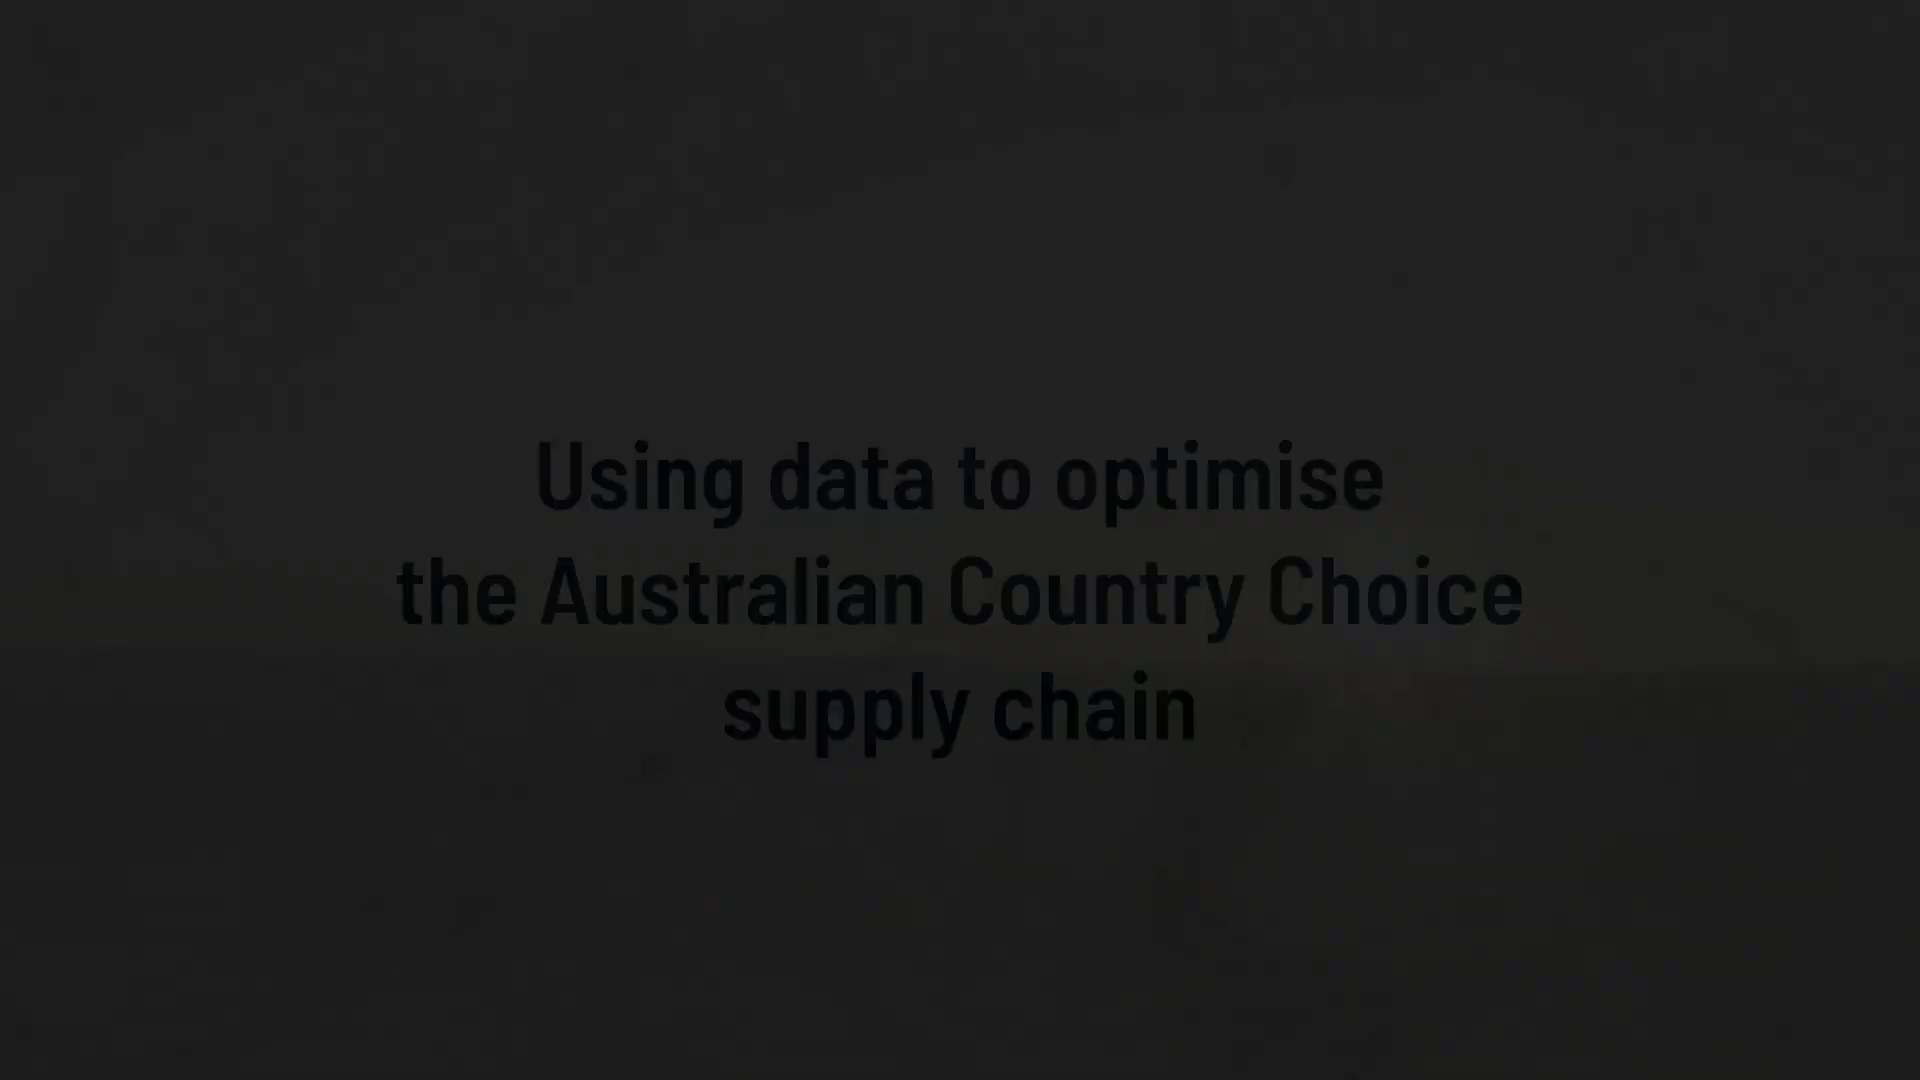 Using data to optimise
the Australian Country Choice
supply chain